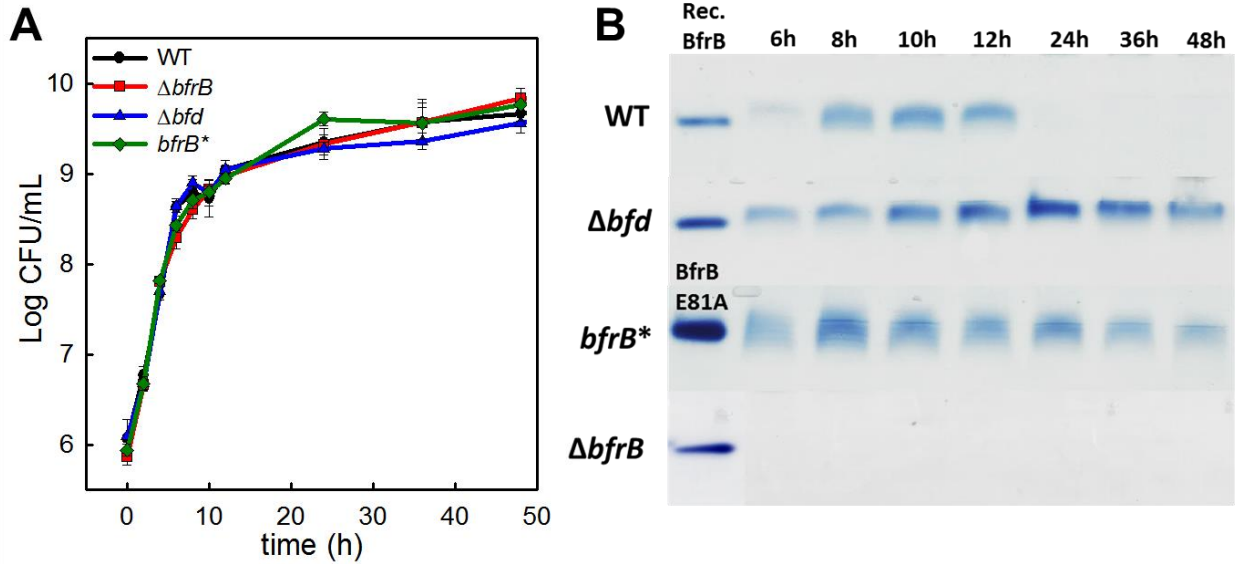 A
WT
ΔbfrB
Δbfd
bfrB*
10
9
8
7
6
Log CFU/mL
0 10 20 30 40 50
time (h)
B
Rec.
BfrB 6h 8h 10h 12h 24h 36h 48h
WT
Δbfd
BfrB
E81A
bfrB*
ΔbfrB